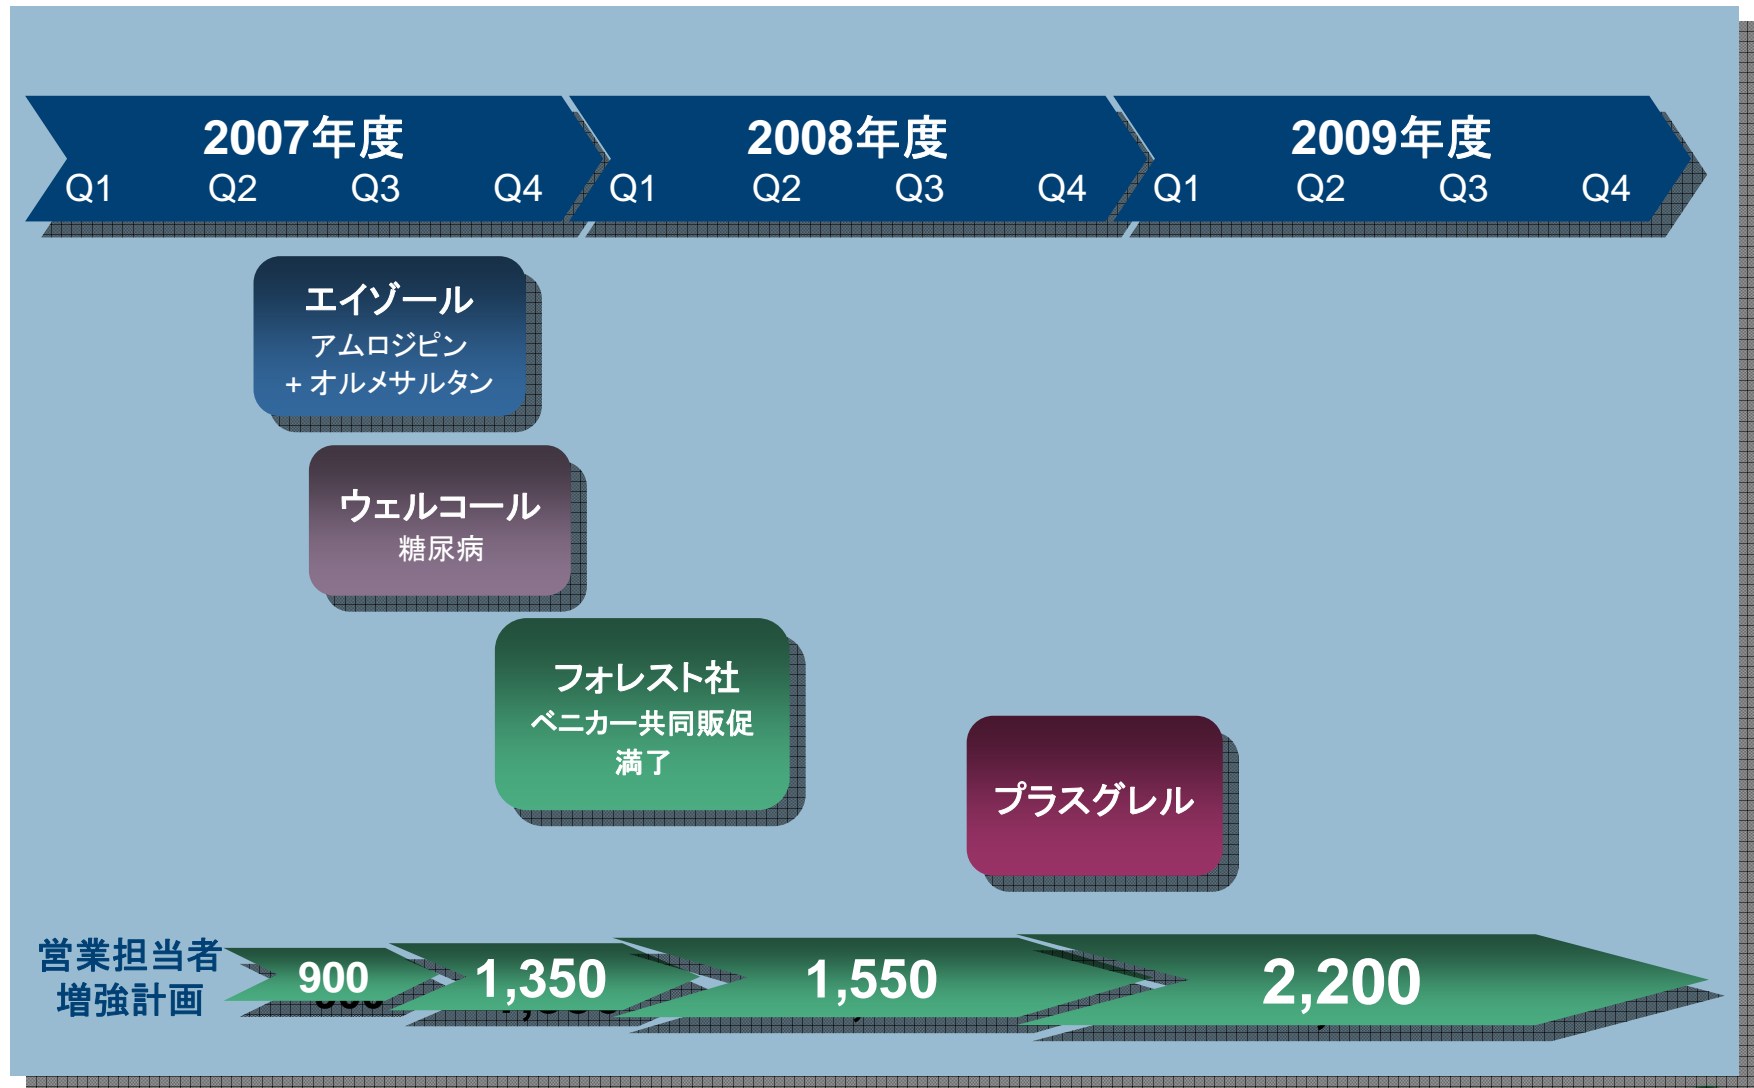 2007年度
Q1 Q2 Q3 Q4
2008年度
Q1 Q2 Q3 Q4
2009年度
Q1 Q2 Q3 Q4
エイゾール
アムロジピン
+ オルメサルタン
ウェルコール
糖尿病
フォレスト社
ベニカー共同販促
満了
プラスグレル
営業担当者
増強計画
900
1,350
1,550
2,200